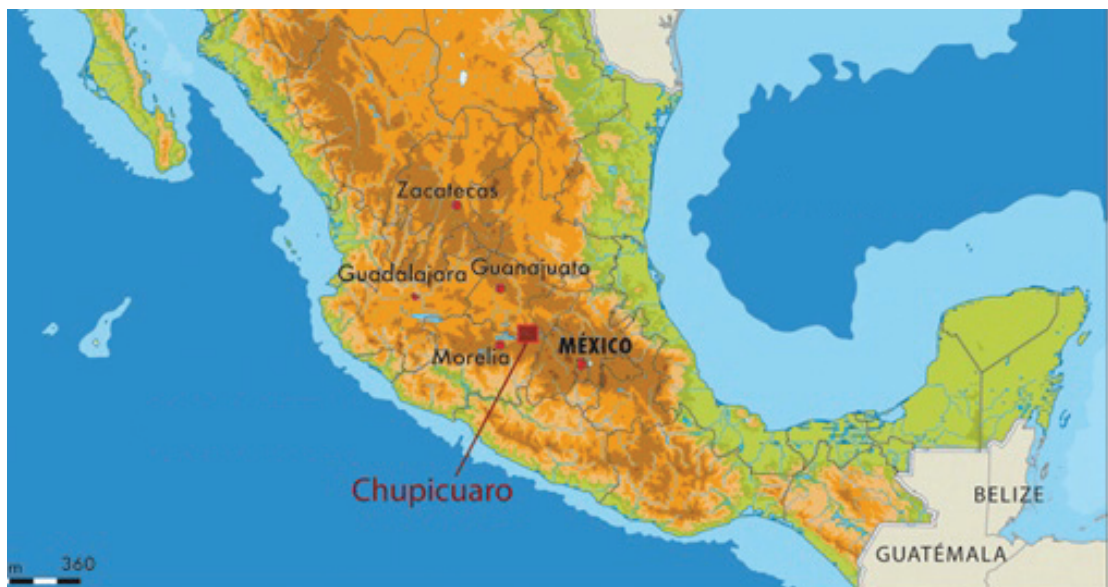 Zacatecas
Guadalajara
Guanajuato
Morelia
MÉXICO
Chupicuaro
BELIZE
GUATÉMALA
m 360